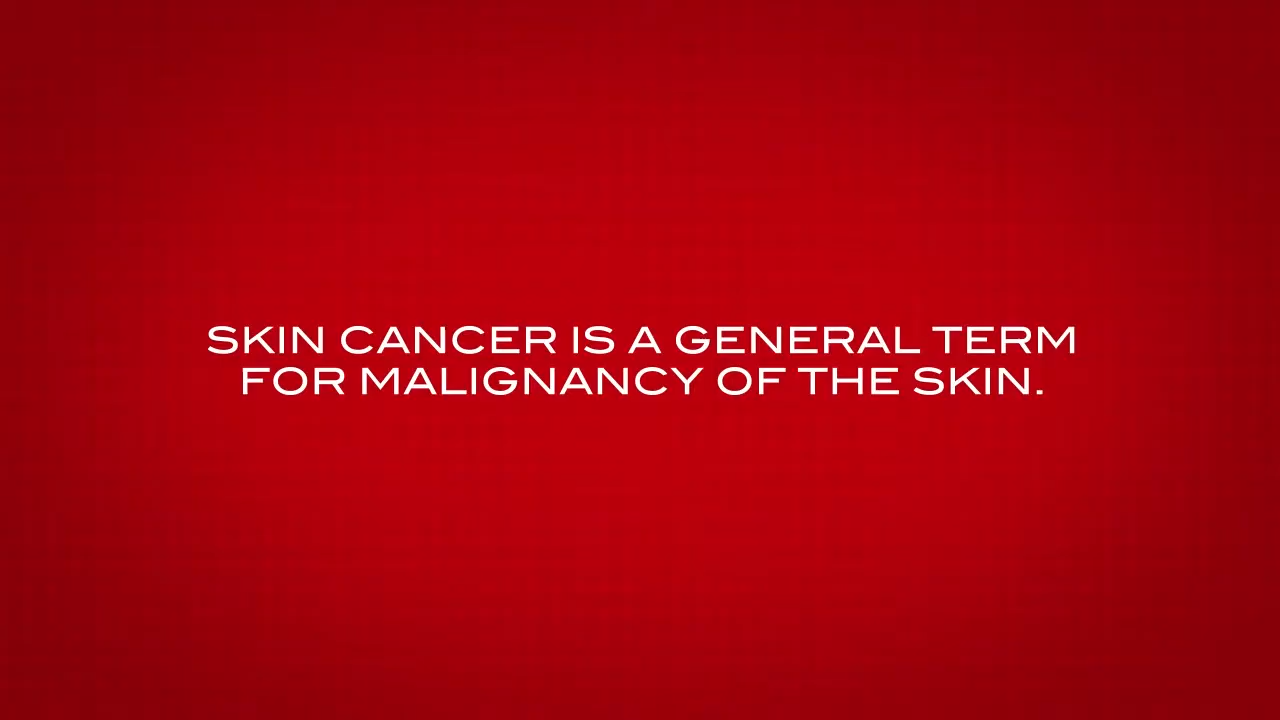 SKIN CANCER IS A GENERAL TERM
FOR MALIGNANCY OF THE SKIN.